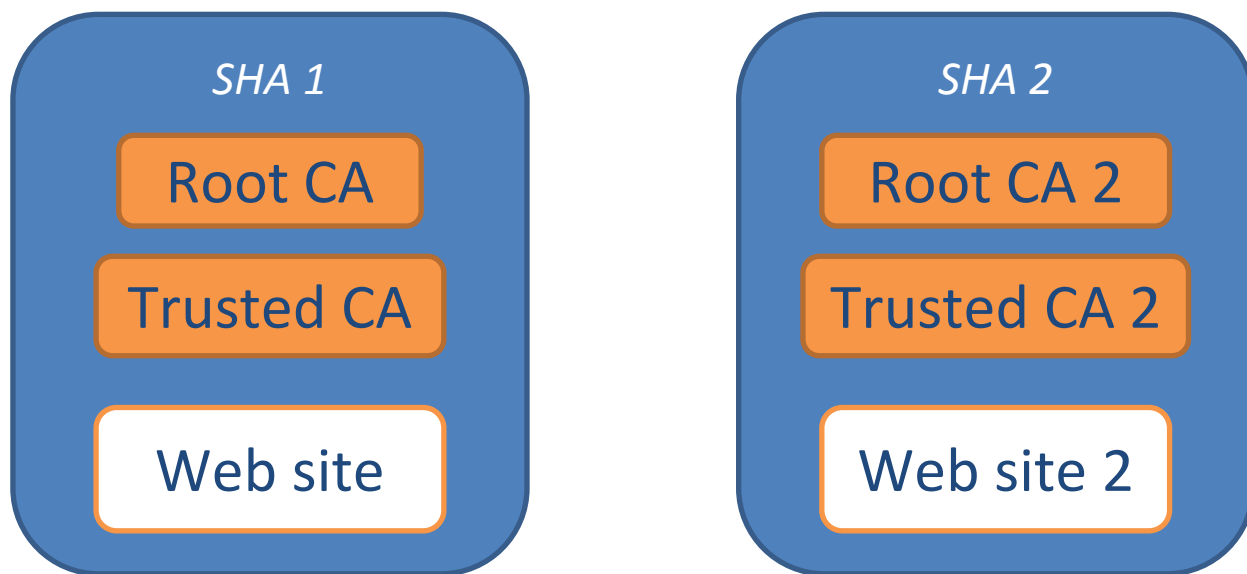 SHA 1
Root CA
Trusted CA
Web site
SHA 2
Root CA 2
Trusted CA 2
Web site 2